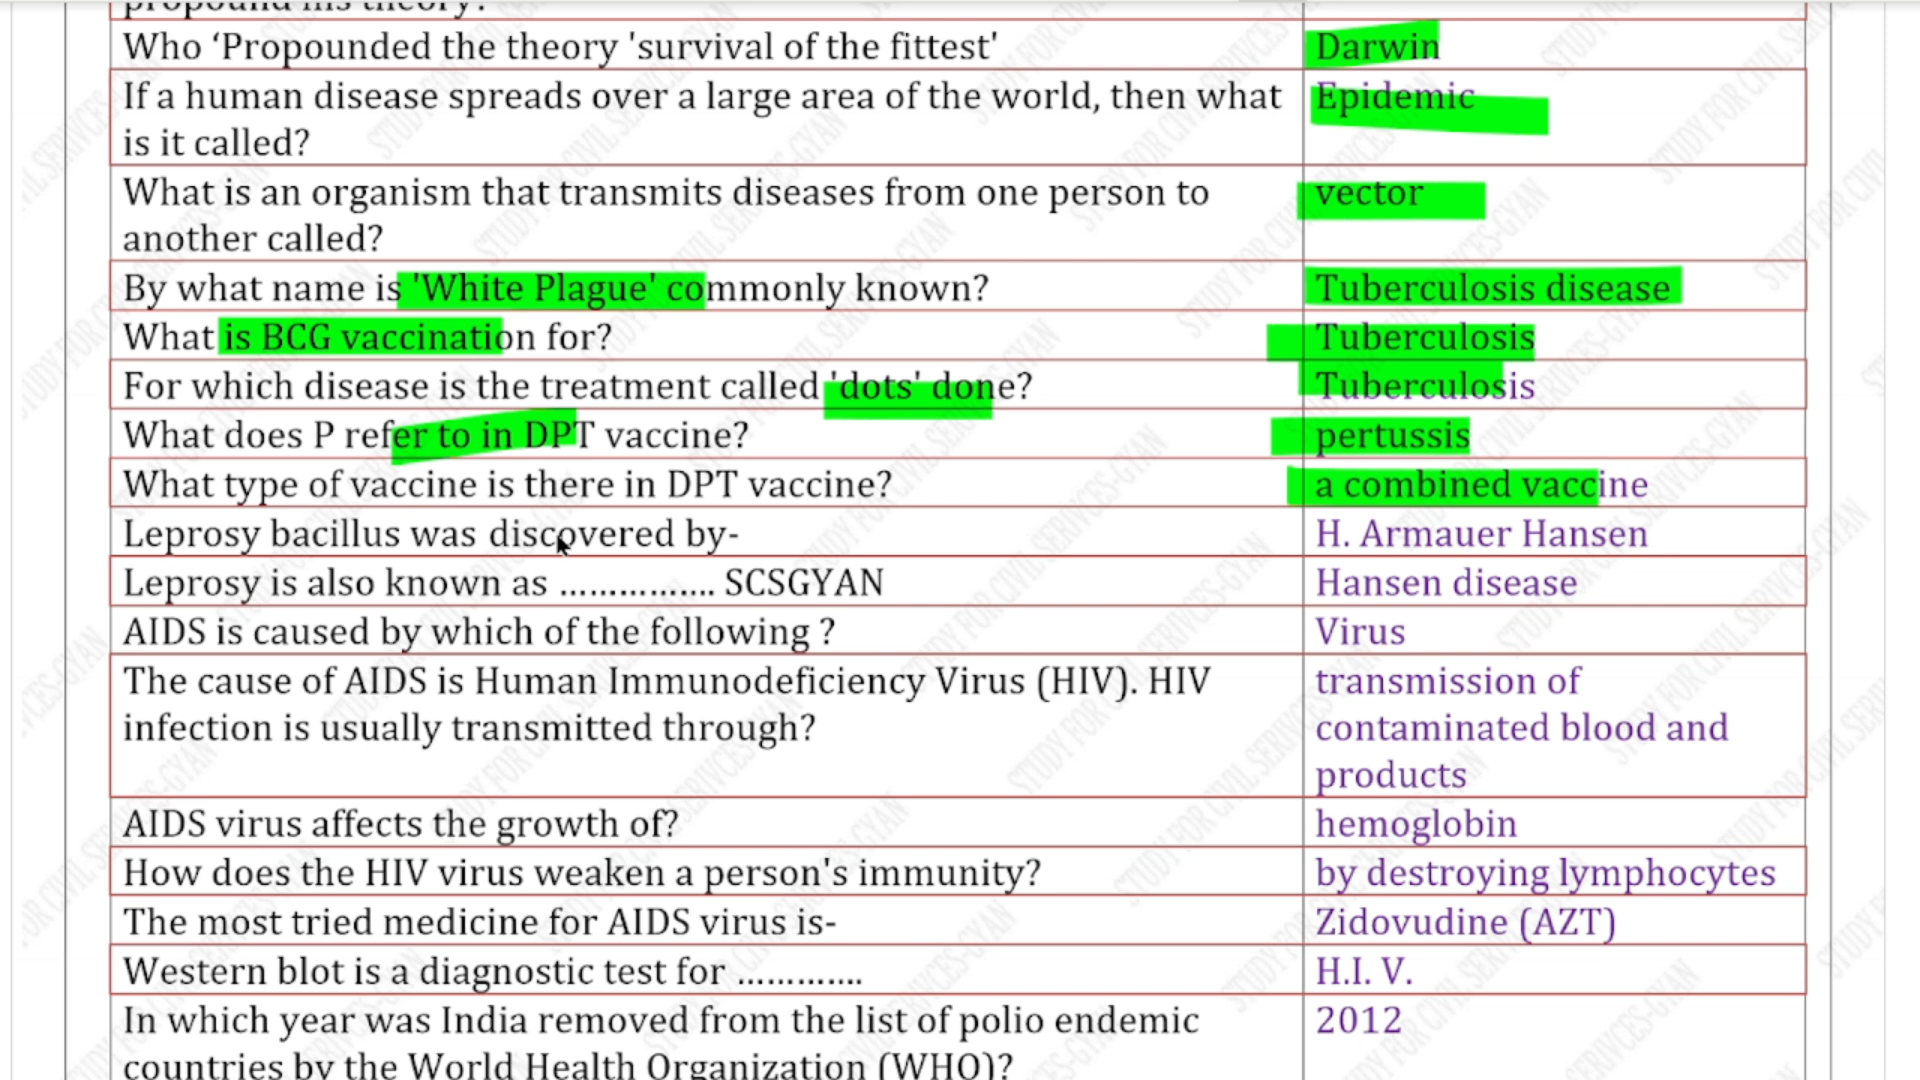 propound his theory?
Who ‘Propounded the theory 'survival of the fittest' Darwin
If a human disease spreads over a large area of the world, then what Epidemic
is it called?
What is an organism that transmits diseases from one person to vector
another called?
By what name is 'White Plague' commonly known? Tuberculosis disease
What is BCG vaccination for? Tuberculosis
For which disease is the treatment called 'dots' done? Tuberculosis
What does P refer to in DPT vaccine? pertussis
What type of vaccine is there in DPT vaccine? a combined vaccine
Leprosy bacillus was discovered by- H. Armauer Hansen
Leprosy is also known as ................ SCSGYAN Hansen disease
AIDS is caused by which of the following ? Virus
The cause of AIDS is Human Immunodeficiency Virus (HIV). HIV transmission of
infection is usually transmitted through? contaminated blood and
products
AIDS virus affects the growth of? hemoglobin
How does the HIV virus weaken a person's immunity? by destroying lymphocytes
The most tried medicine for AIDS virus is- Zidovudine (AZT)
Western blot is a diagnostic test for ............. H.I. V.
In which year was India removed from the list of polio endemic 2012
countries by the World Health Organization (WHO)?
STUDY FOR CIVIL SERIVCES-GYAN